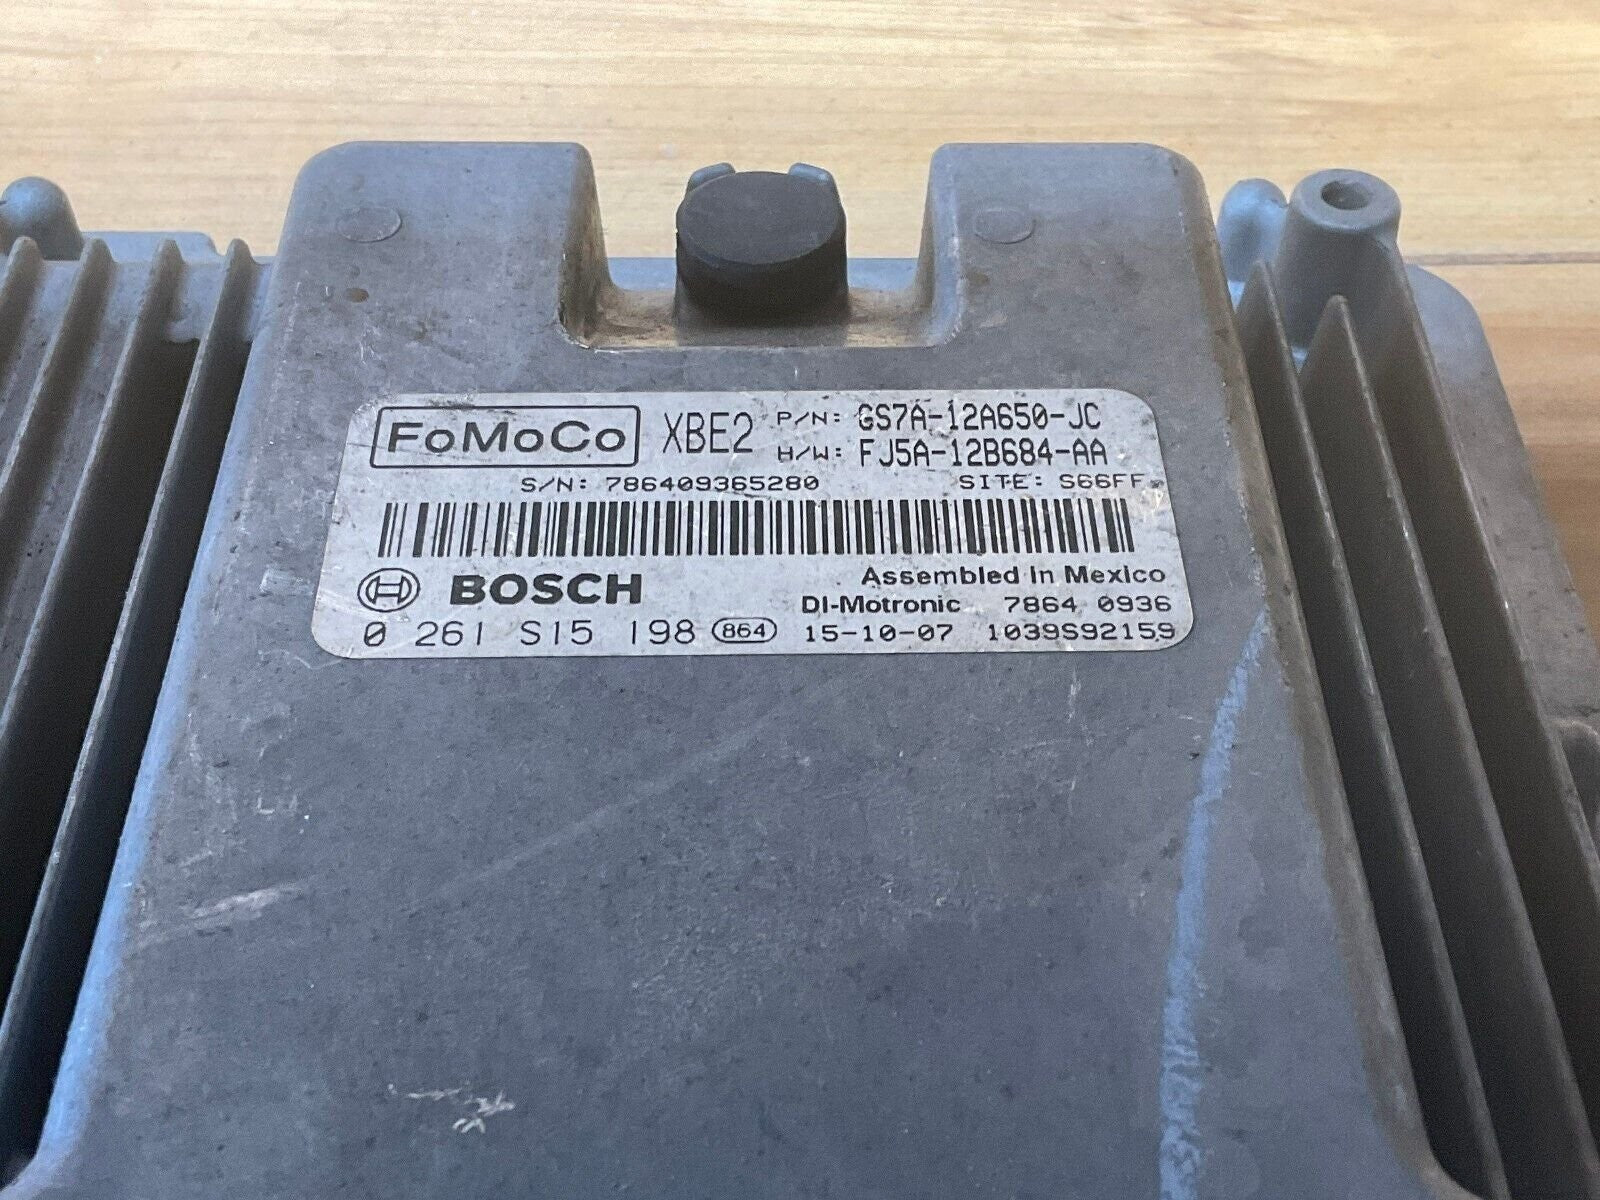 FoMoCo XBE2 P/N: GS7A-12A650-JC
H/W: FJ5A-12B684-AA
S/N: 786409365280 SITE: S66FF
BOSCH Assembled in Mexico
DI-Motronic 7864 0936
0 261 S15 198 864 15-10-07 1039S92159